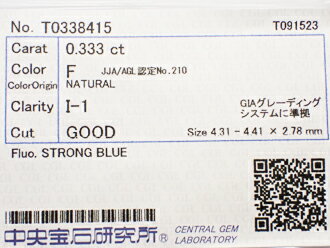 No. T0338415 T091523
Carat 0.333 ct
Color F JJA/AGL認定No.210
ColorOrigin NATURAL
Clarity I-1 GIAグレーディング
システムに準拠
Cut GOOD Size 4.31 - 4.41 × 2.78 mm
Fluo. STRONG BLUE
中央宝石研究所® CENTRAL GEM
LABORATORY